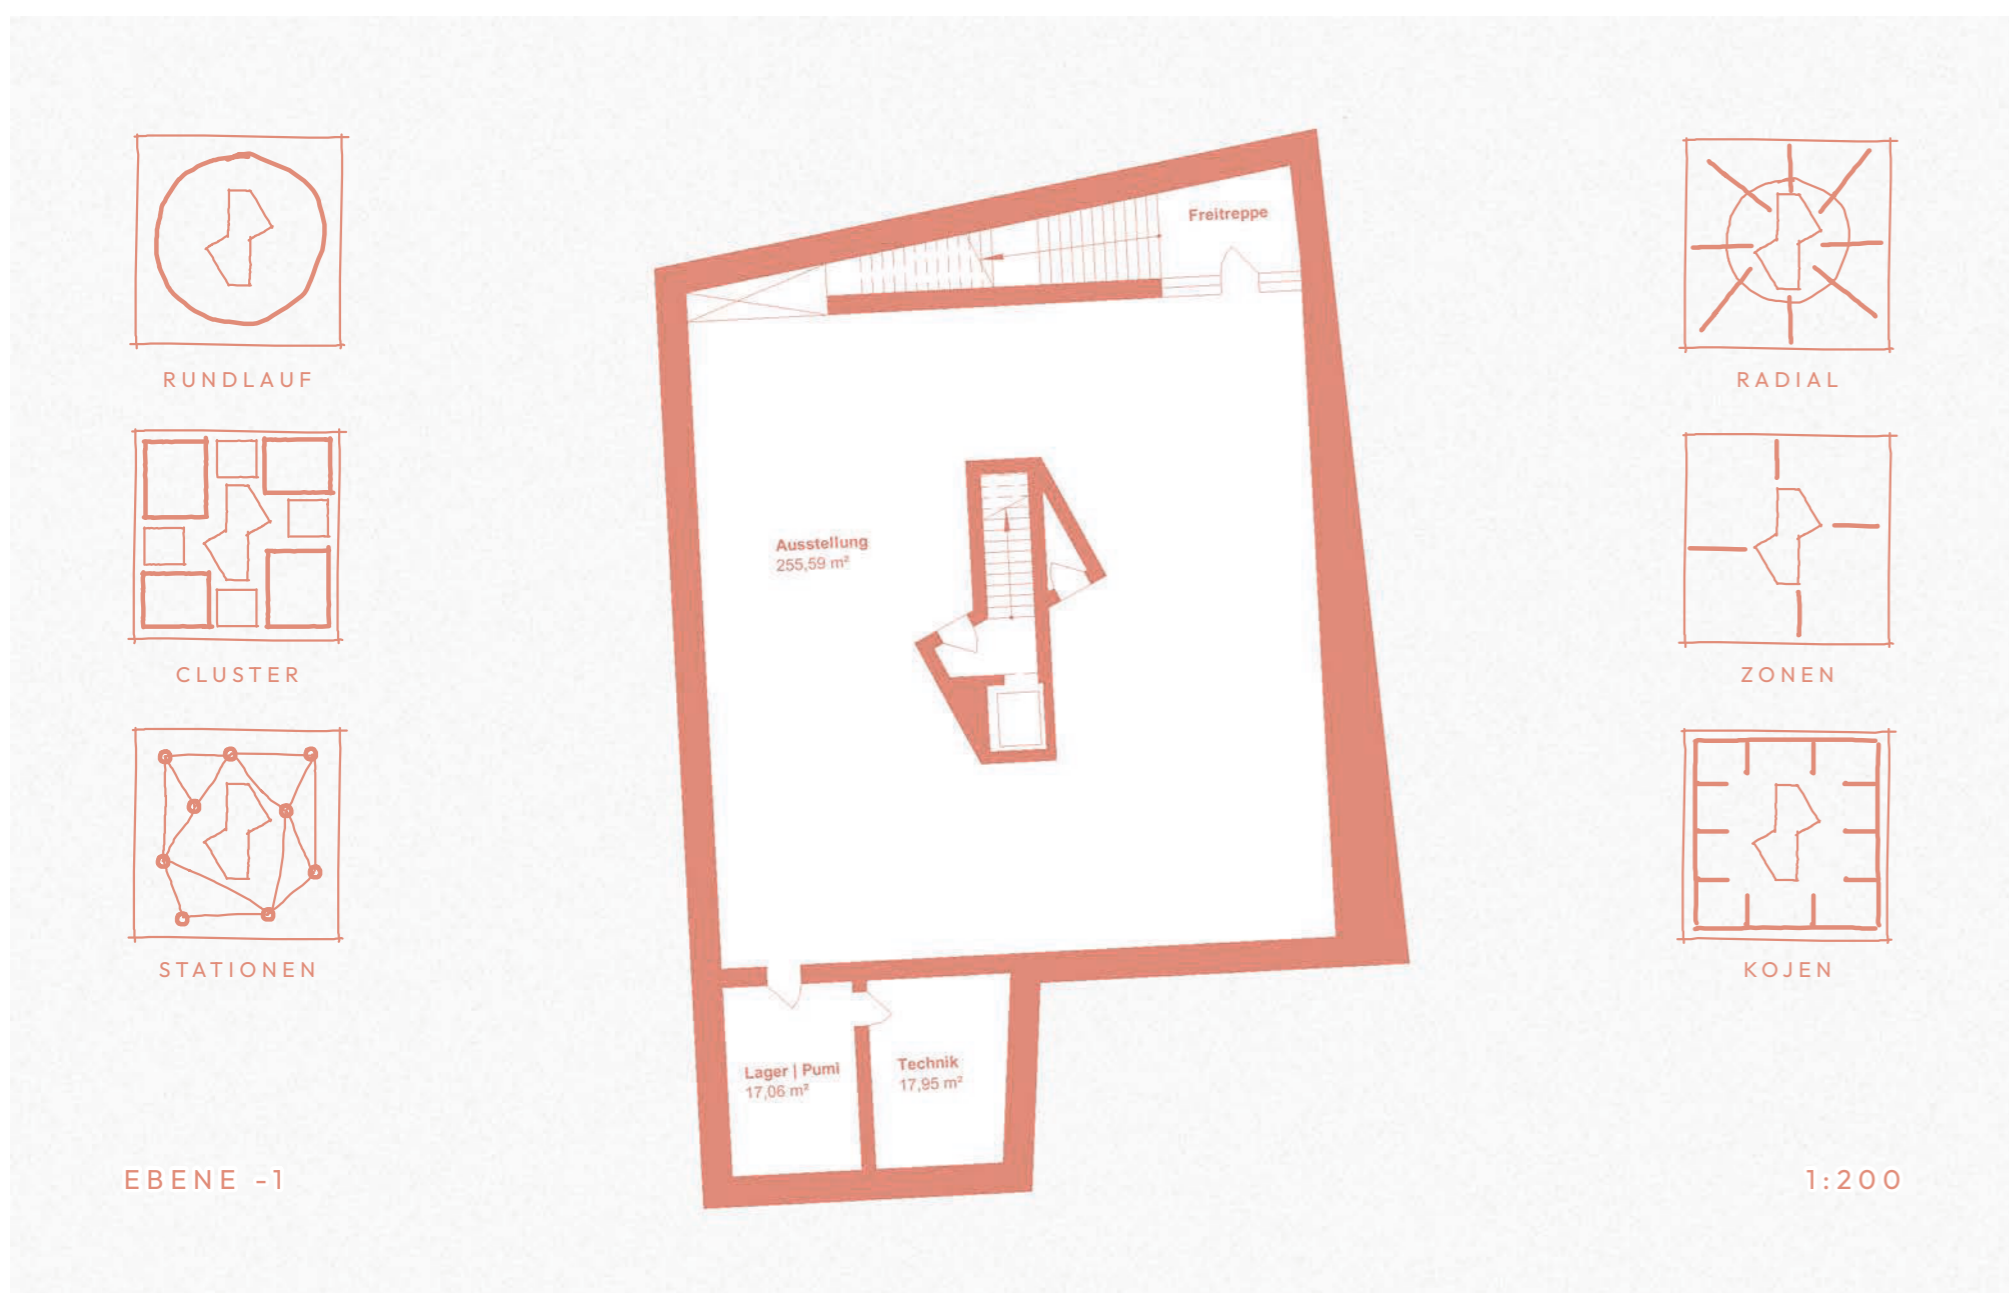 RUNDLAUF
CLUSTER
STATIONEN
EBENE -1
Freitreppe
Ausstellung
255,59 m²
Lager | Pumi
17,06 m²
Technik
17,95 m²
RADIAL
ZONEN
KOJEN
1:200